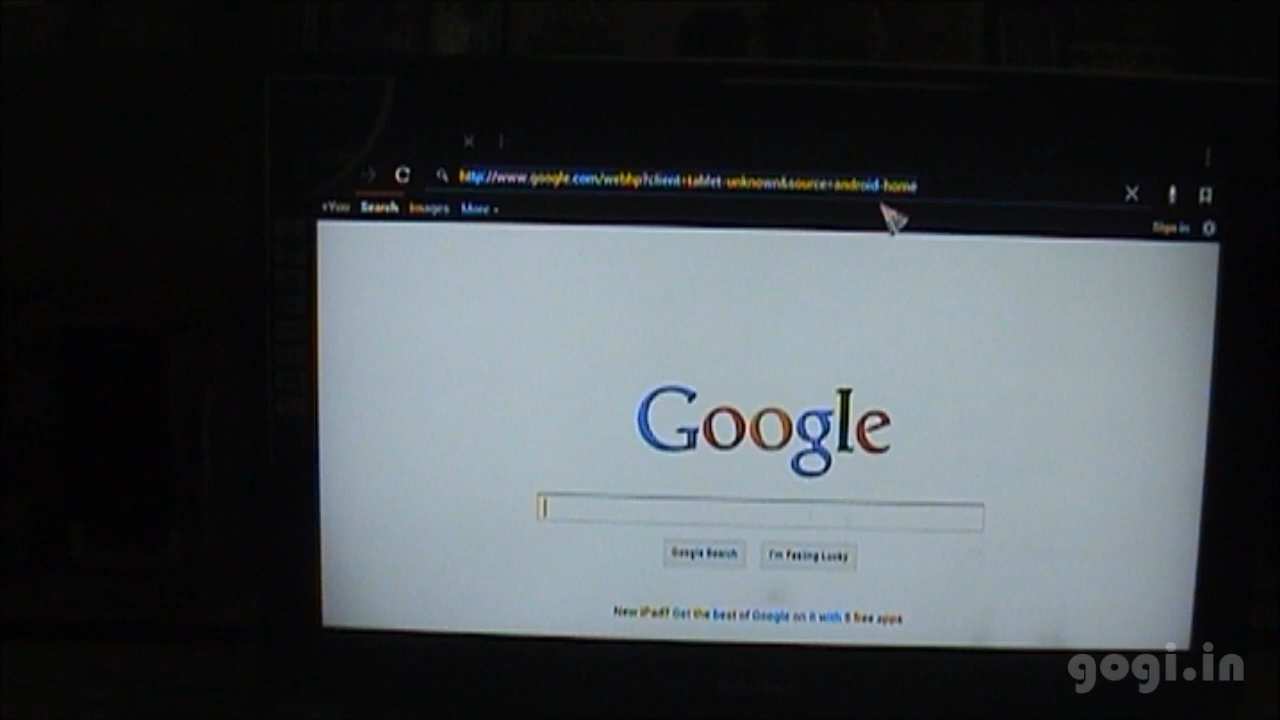 http://www.google.com/webhp?client=tablet-unknown&source=android-home
+You Search Images More
Sign in
Google
Google Search I'm Feeling Lucky
New iPad? Get the best of Google on it with 5 free apps
gogi.in